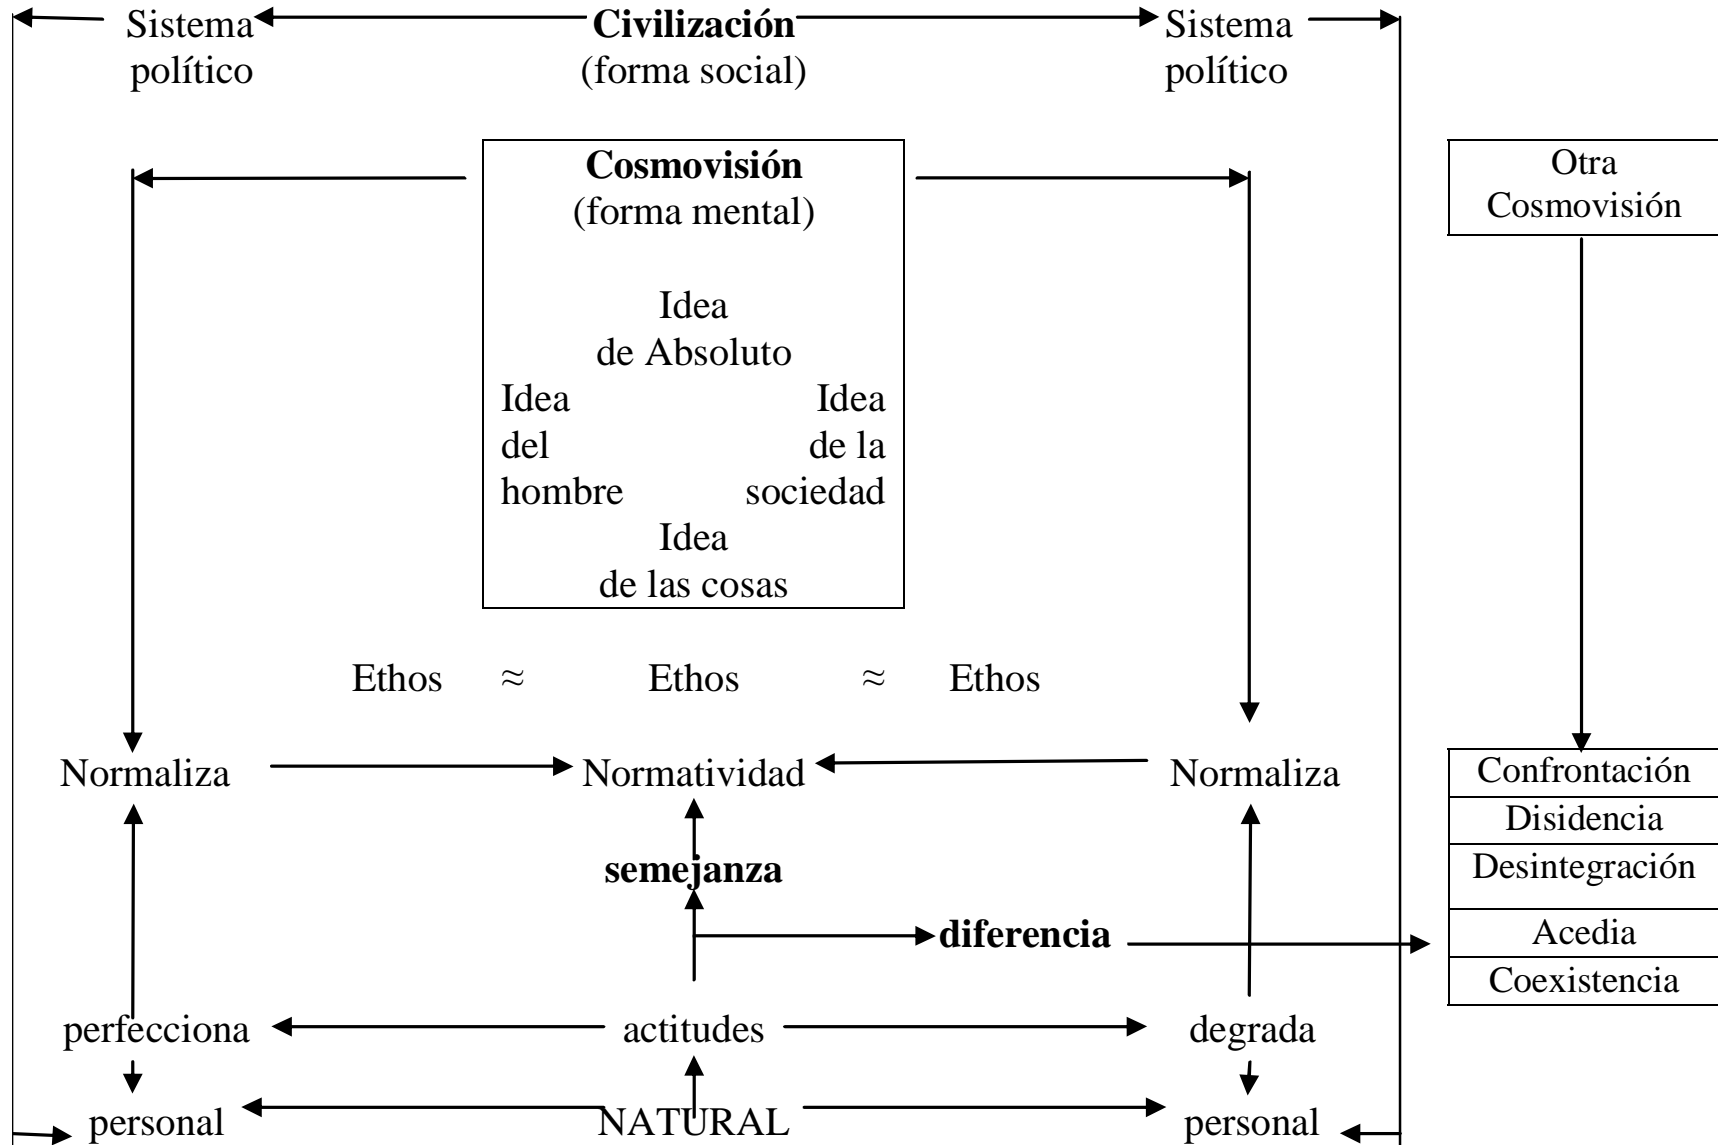 Sistema Civilización Sistema
político (forma social) político
Cosmovisión
(forma mental)
Idea
de Absoluto
Idea Idea
del de la
hombre sociedad
Idea
de las cosas
Otra
Cosmovisión
Ethos ≈ Ethos ≈ Ethos
Normaliza Normatividad Normaliza
semejanza
diferencia
Confrontación
Disidencia
Desintegración
Acedia
Coexistencia
perfecciona actitudes degrada
personal NATURAL personal